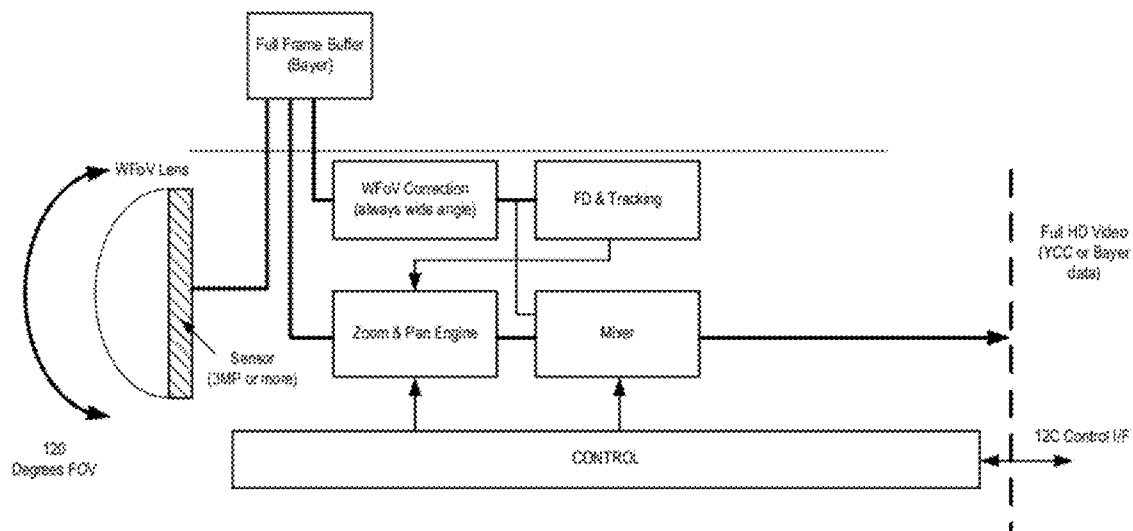 Full Frame Buffer
(Bayer)
WFoV Lens
WFoV Correction
(always wide angle)
FD & Tracking
Full HD Video
(YCC or Bayer
data)
Zoom & Pan Engine
Mixer
Sensor
(3MP or more)
120
Degrees FOV
CONTROL
12C Control I/F